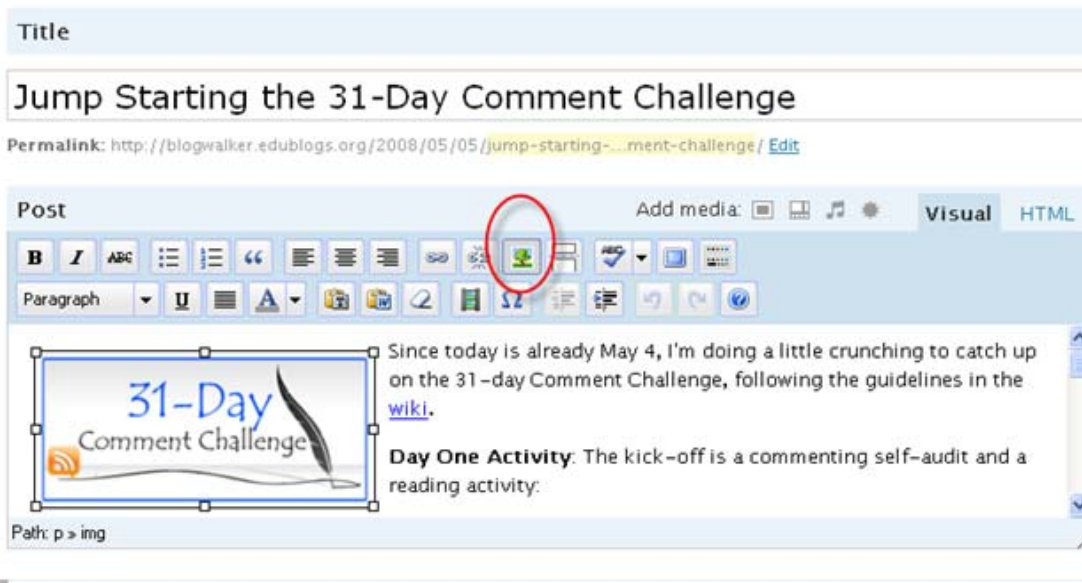 Title
Jump Starting the 31-Day Comment Challenge
Permalink: http://blogwalker.edublogs.org/2008/05/05/jump-starting-...ment-challenge/ Edit
Post
Add media:
Visual
HTML
B I ABC “ ABC
Paragraph U A Ω
31-Day
Comment Challenge
Since today is already May 4, I'm doing a little crunching to catch up
on the 31-day Comment Challenge, following the guidelines in the
wiki.
Day One Activity: The kick-off is a commenting self-audit and a
reading activity:
Path: p » img